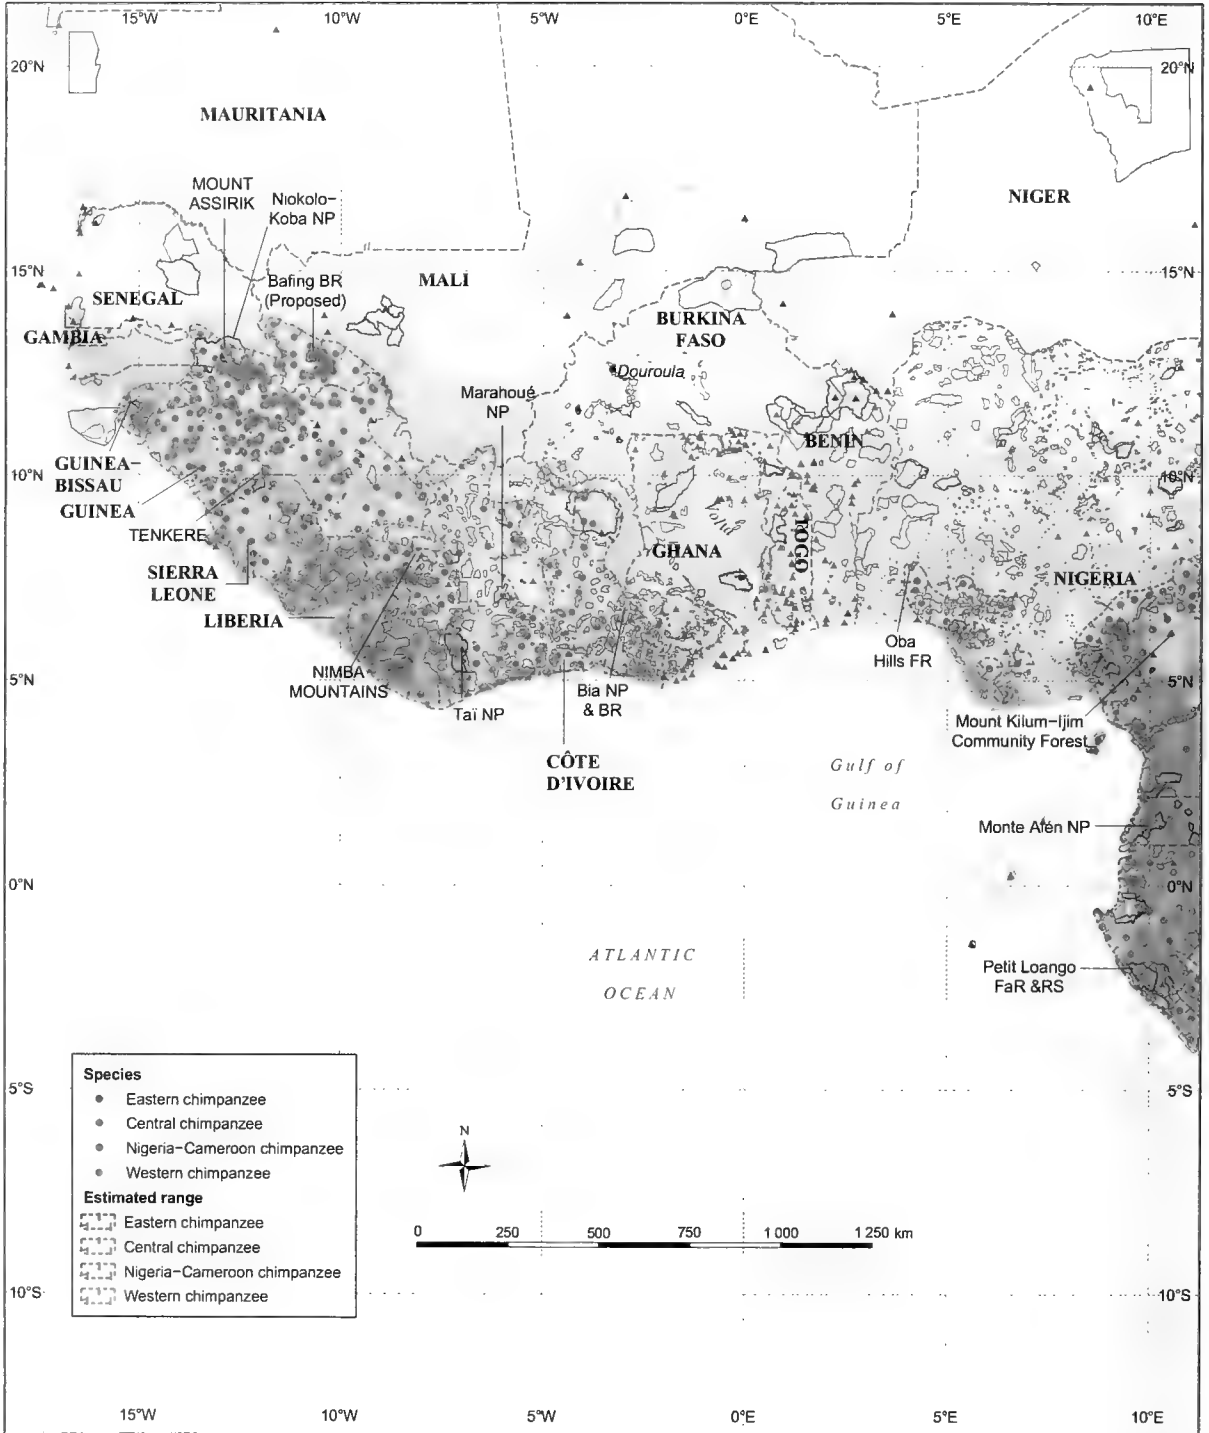 15°W 10°W 5°W 0°E 5°E 10°E
20°N 20°N
MAURITANIA
MOUNT
ASSIRIK
Niokolo-
Koba NP
NIGER
15°N 15°N
Bafing BR
(Proposed)
MALI
SENEGAL
GAMBIA
BURKINA
FASO
Douroula
Marahoué
NP
BENIN
10°N 10°N
GUINEA-
BISSAU
GUINEA
TENKERE
Volta
GHANA
TOGO
SIERRA
LEONE
NIGERIA
LIBERIA
Oba
Hills FR
NIMBA
MOUNTAINS
5°N 5°N
Taï NP
Bia NP
& BR
Mount Kilum-Ijim
Community Forest
CÔTE
D'IVOIRE
Gulf of
Guinea
Monte Alén NP
0°N 0°N
ATLANTIC
OCEAN
Petit Loango
FaR &RS
Species
Eastern chimpanzee
Central chimpanzee
Nigeria-Cameroon chimpanzee
Western chimpanzee
Estimated range
Eastern chimpanzee
Central chimpanzee
Nigeria-Cameroon chimpanzee
Western chimpanzee
5°S 5°S
N
0 250 500 750 1 000 1 250 km
10°S 10°S
15°W 10°W 5°W 0°E 5°E 10°E